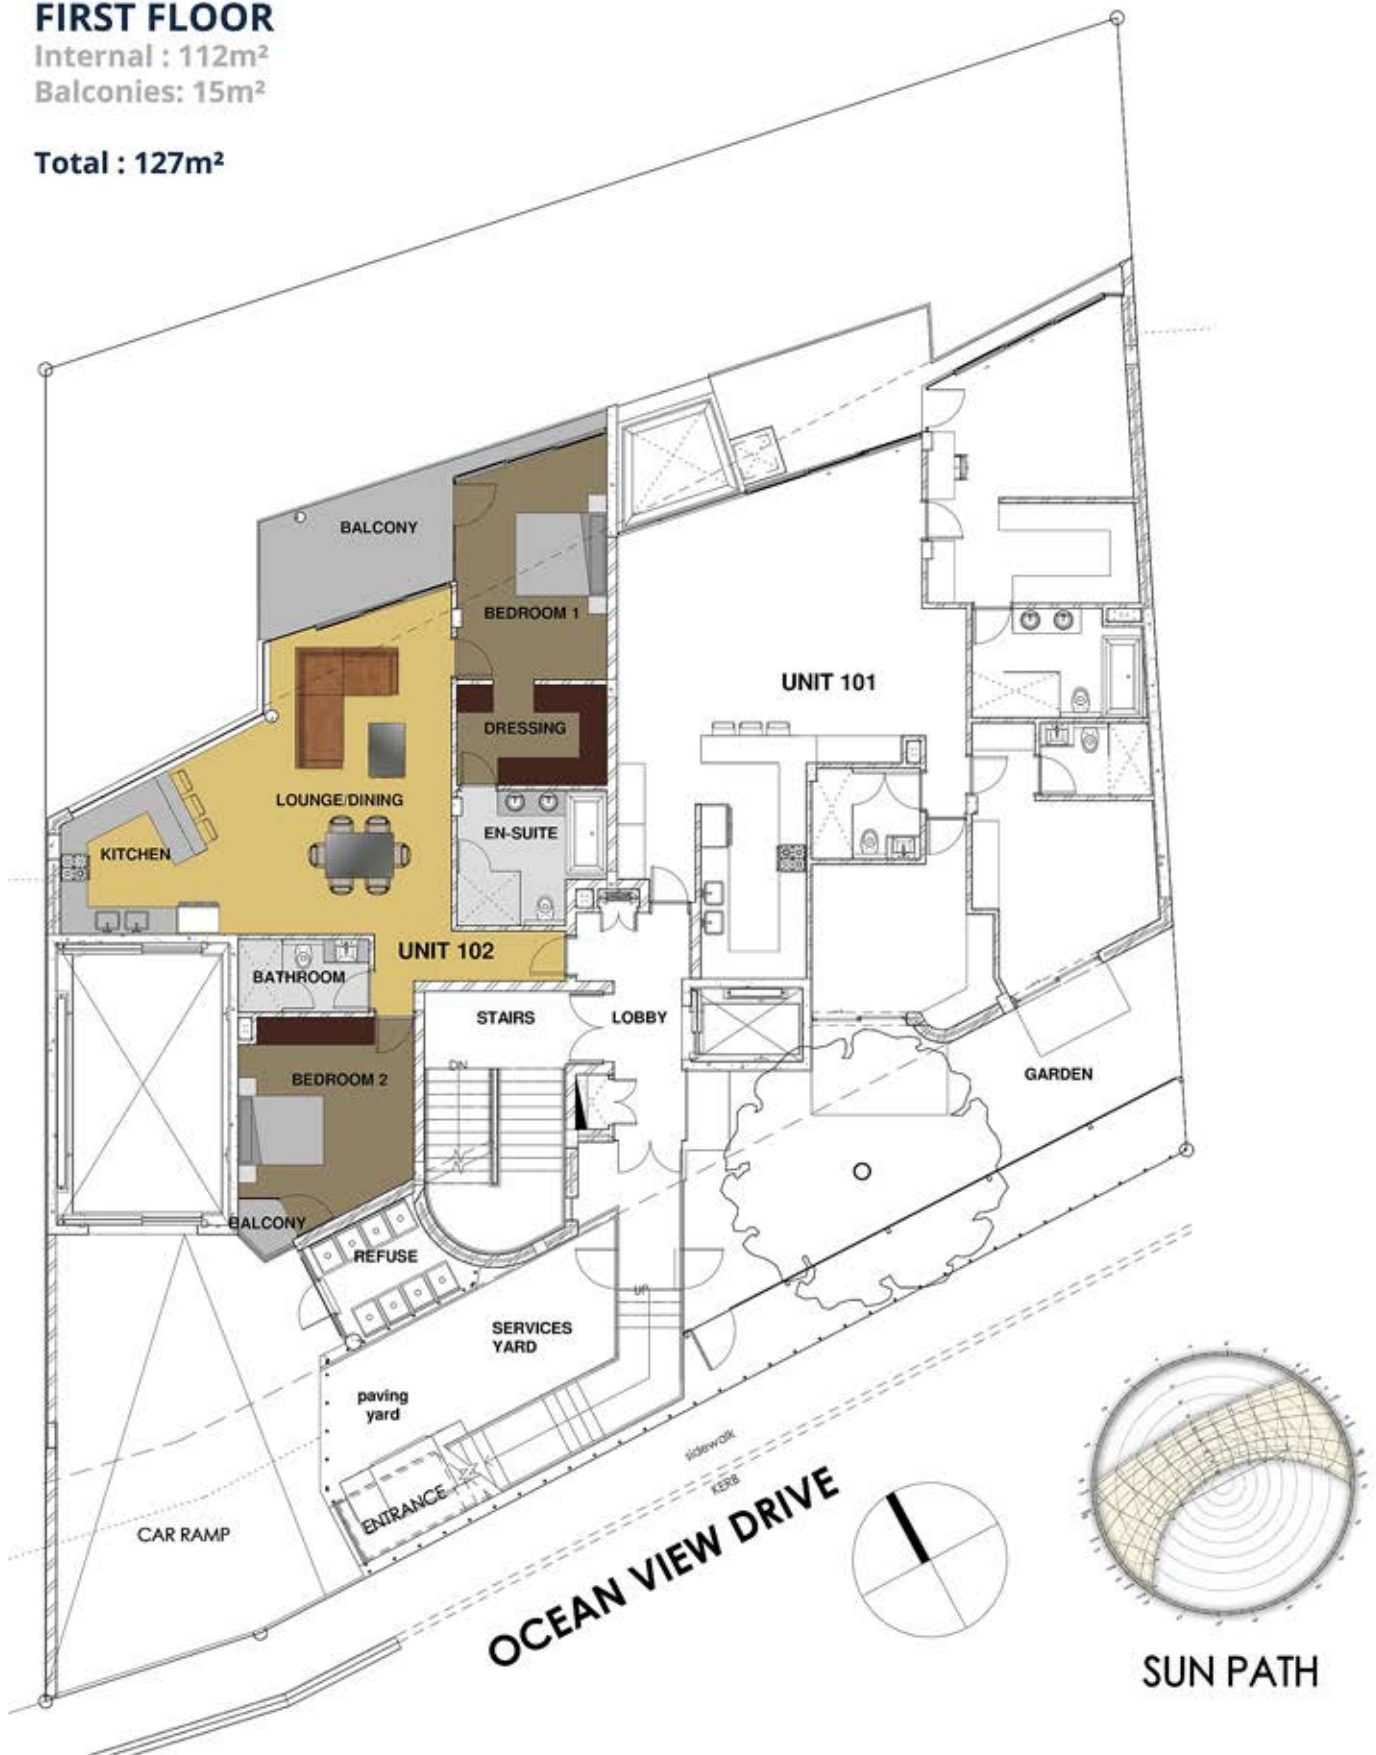 FIRST FLOOR
Internal : 112m²
Balconies: 15m²
Total : 127m²
BALCONY
BEDROOM 1
UNIT 101
DRESSING
LOUNGE/DINING
EN-SUITE
KITCHEN
UNIT 102
BATHROOM
STAIRS
LOBBY
DN
BEDROOM 2
GARDEN
BALCONY
REFUSE
UP
SERVICES
YARD
paving
yard
sidewalk
KERB
ENTRANCE
CAR RAMP
OCEAN VIEW DRIVE
SUN PATH